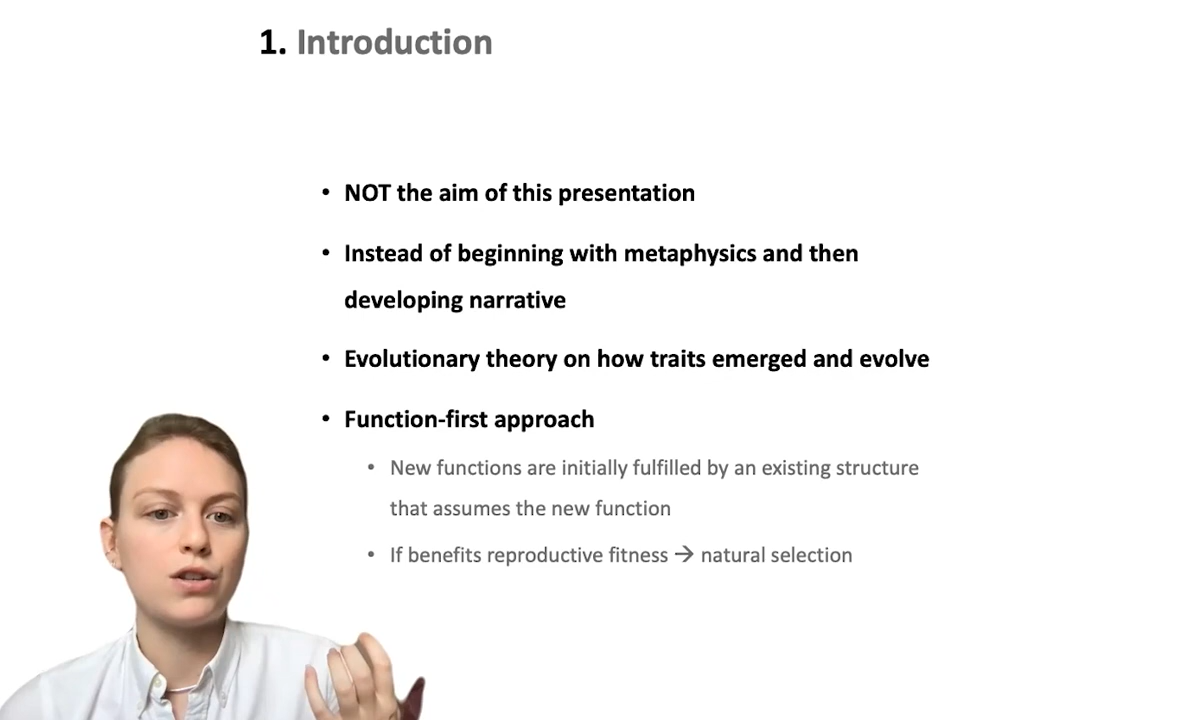 1. Introduction
• NOT the aim of this presentation
• Instead of beginning with metaphysics and then
developing narrative
• Evolutionary theory on how traits emerged and evolve
• Function-first approach
• New functions are initially fulfilled by an existing structure
that assumes the new function
• If benefits reproductive fitness → natural selection